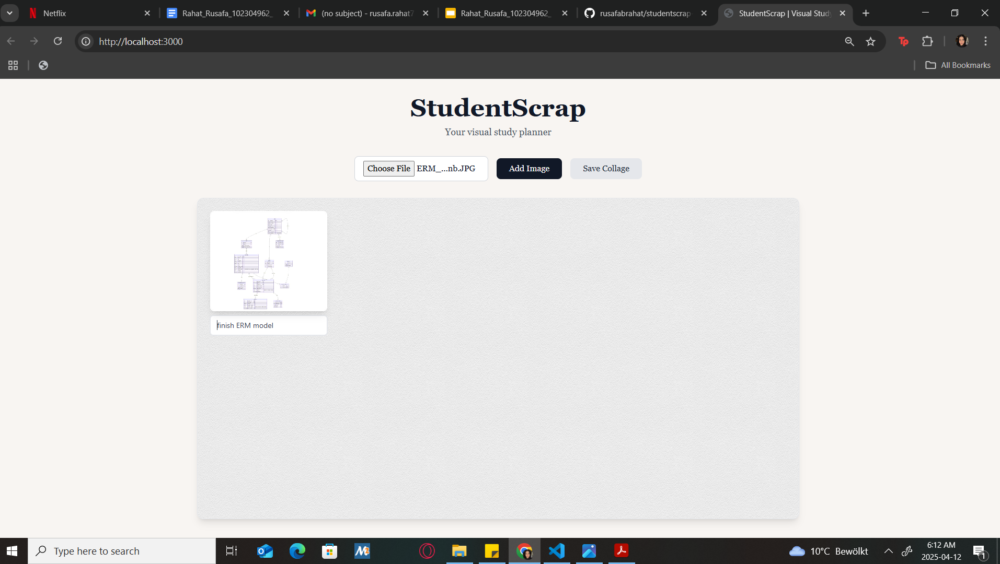 Netflix
Rahat_Rusafa_102304962_
(no subject) - rusafa.rahat7
Rahat_Rusafa_102304962_
rusafabrahat/studentscrap-
StudentScrap | Visual Study
http://localhost:3000
Tp
All Bookmarks
StudentScrap
Your visual study planner
Choose File
ERM_...nb.JPG
Add Image
Save Collage
finish ERM model
Type here to search
10°C Bewölkt
6:12 AM
2025-04-12
1